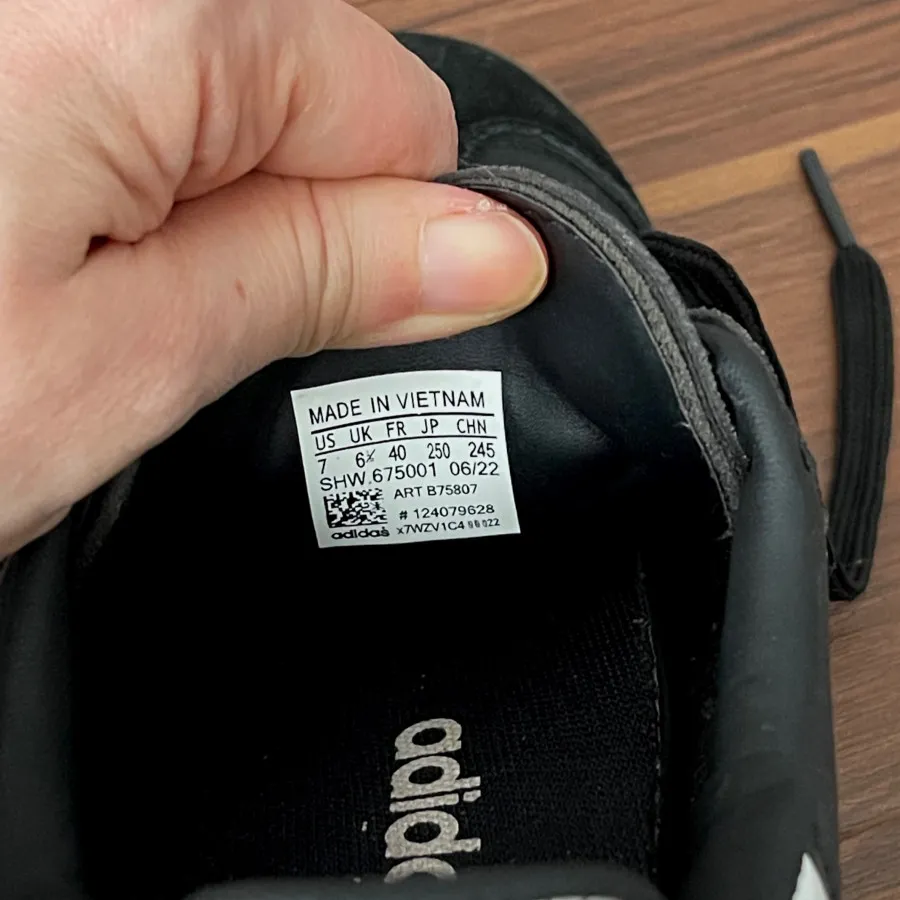 MADE IN VIETNAM
US UK FR JP CHN
7 6½ 40 250 245
SHW.675001 06/22
ART B75807
# 124079628
adidas x7WZV1C4
adida